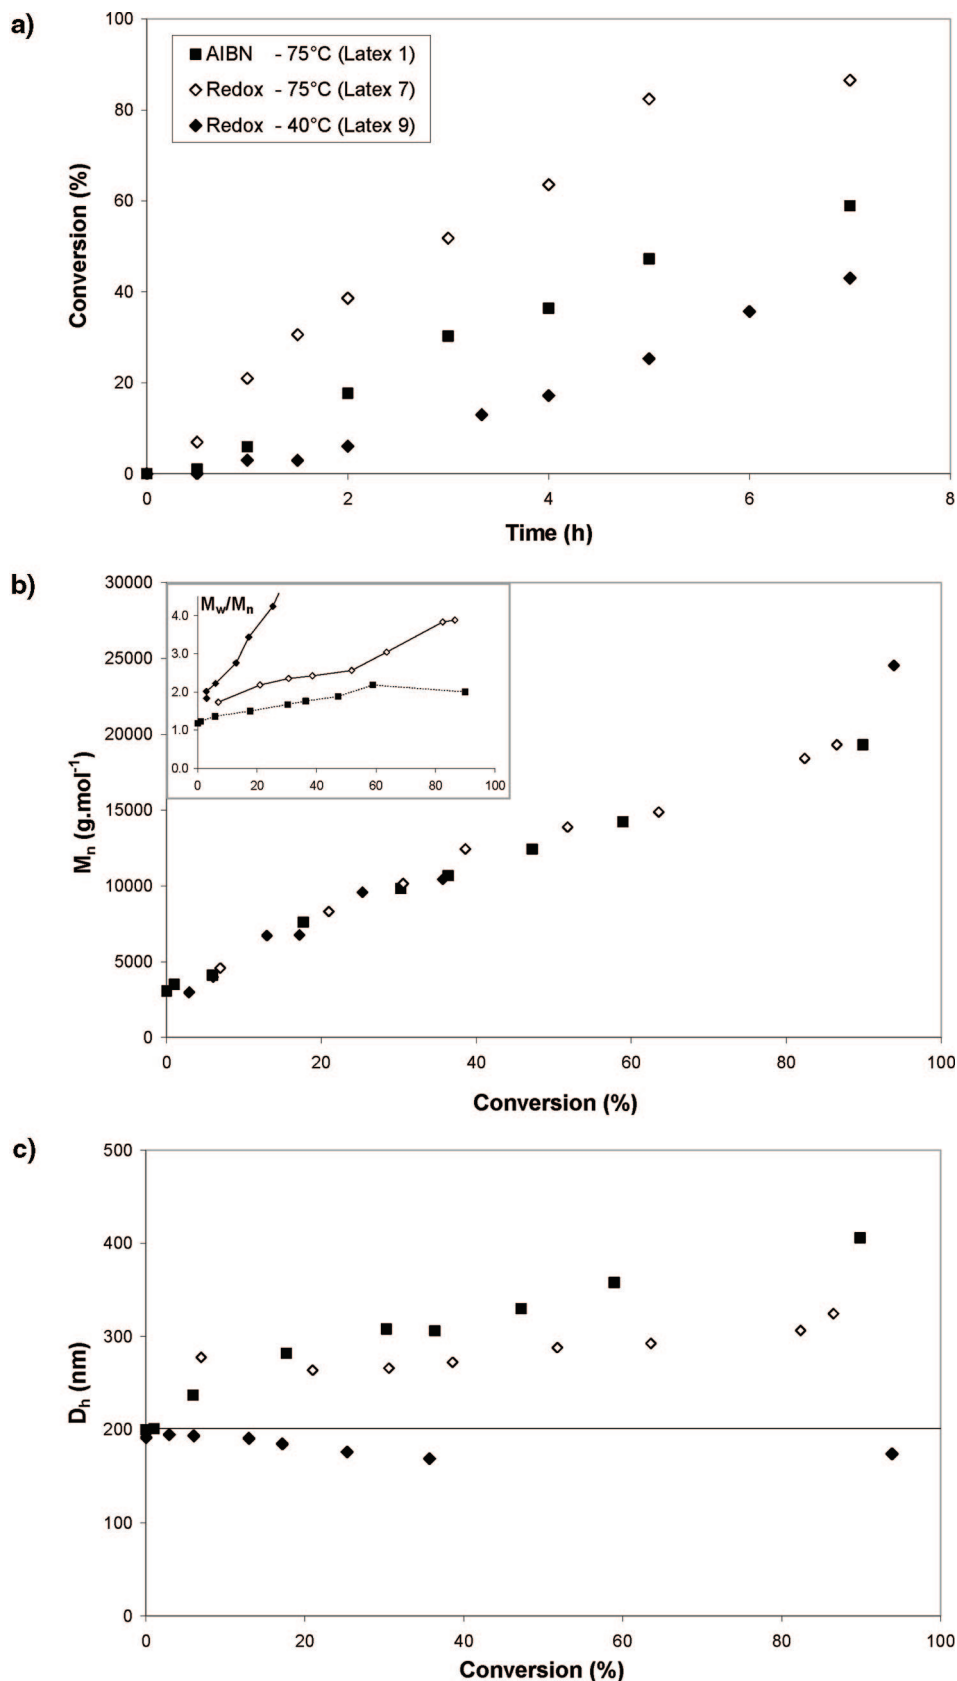 a)
100
80
60
40
20
0
Conversion (%)
AIBN - 75°C (Latex 1)
Redox - 75°C (Latex 7)
Redox - 40°C (Latex 9)
0 2 4 6 8
Time (h)
b)
30000
25000
20000
15000
10000
5000
0
Mₙ (g.mol⁻¹)
M_w/Mₙ
4.0
3.0
2.0
1.0
0.0
0 20 40 60 80 100
0 20 40 60 80 100
Conversion (%)
c)
500
400
300
200
100
0
Dₕ (nm)
0 20 40 60 80 100
Conversion (%)